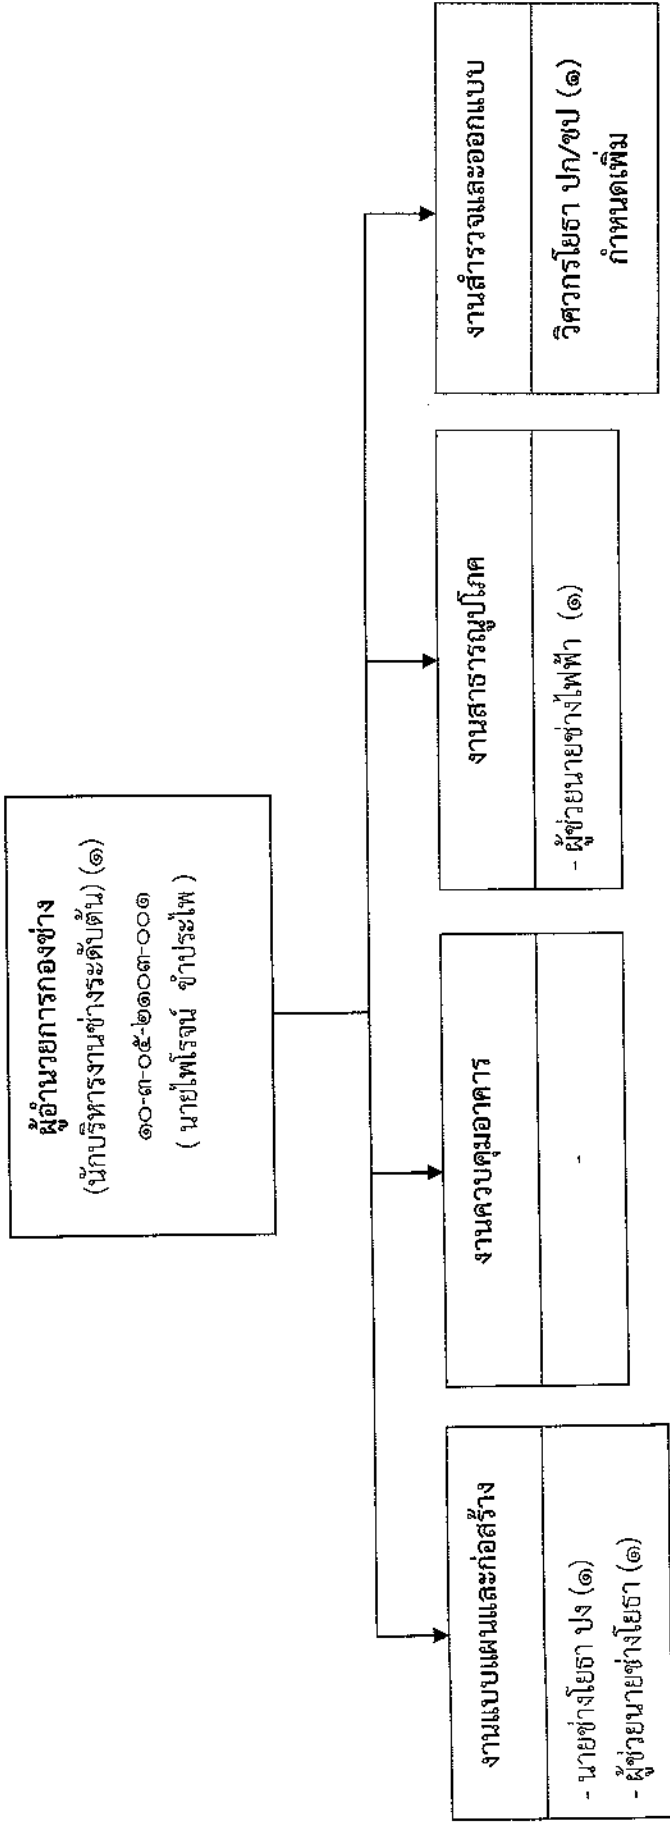 ผู้อำนวยการกองช่าง
(นักบริหารงานช่างระดับต้น) (๑)
๑๐-๓-๐๕-๒๑๐๓-๐๐๑
( นายไพโรจน์ ขำประไพ )
งานแบบแผนและก่อสร้าง
- นายช่างโยธา ปง (๑)
- ผู้ช่วยนายช่างโยธา (๑)
งานควบคุมอาคาร
-
งานสาธารณูปโภค
- ผู้ช่วยนายช่างไฟฟ้า (๑)
งานสำรวจและออกแบบ
วิศวกรโยธา ปก/ชป (๑)
กำหนดเพิ่ม